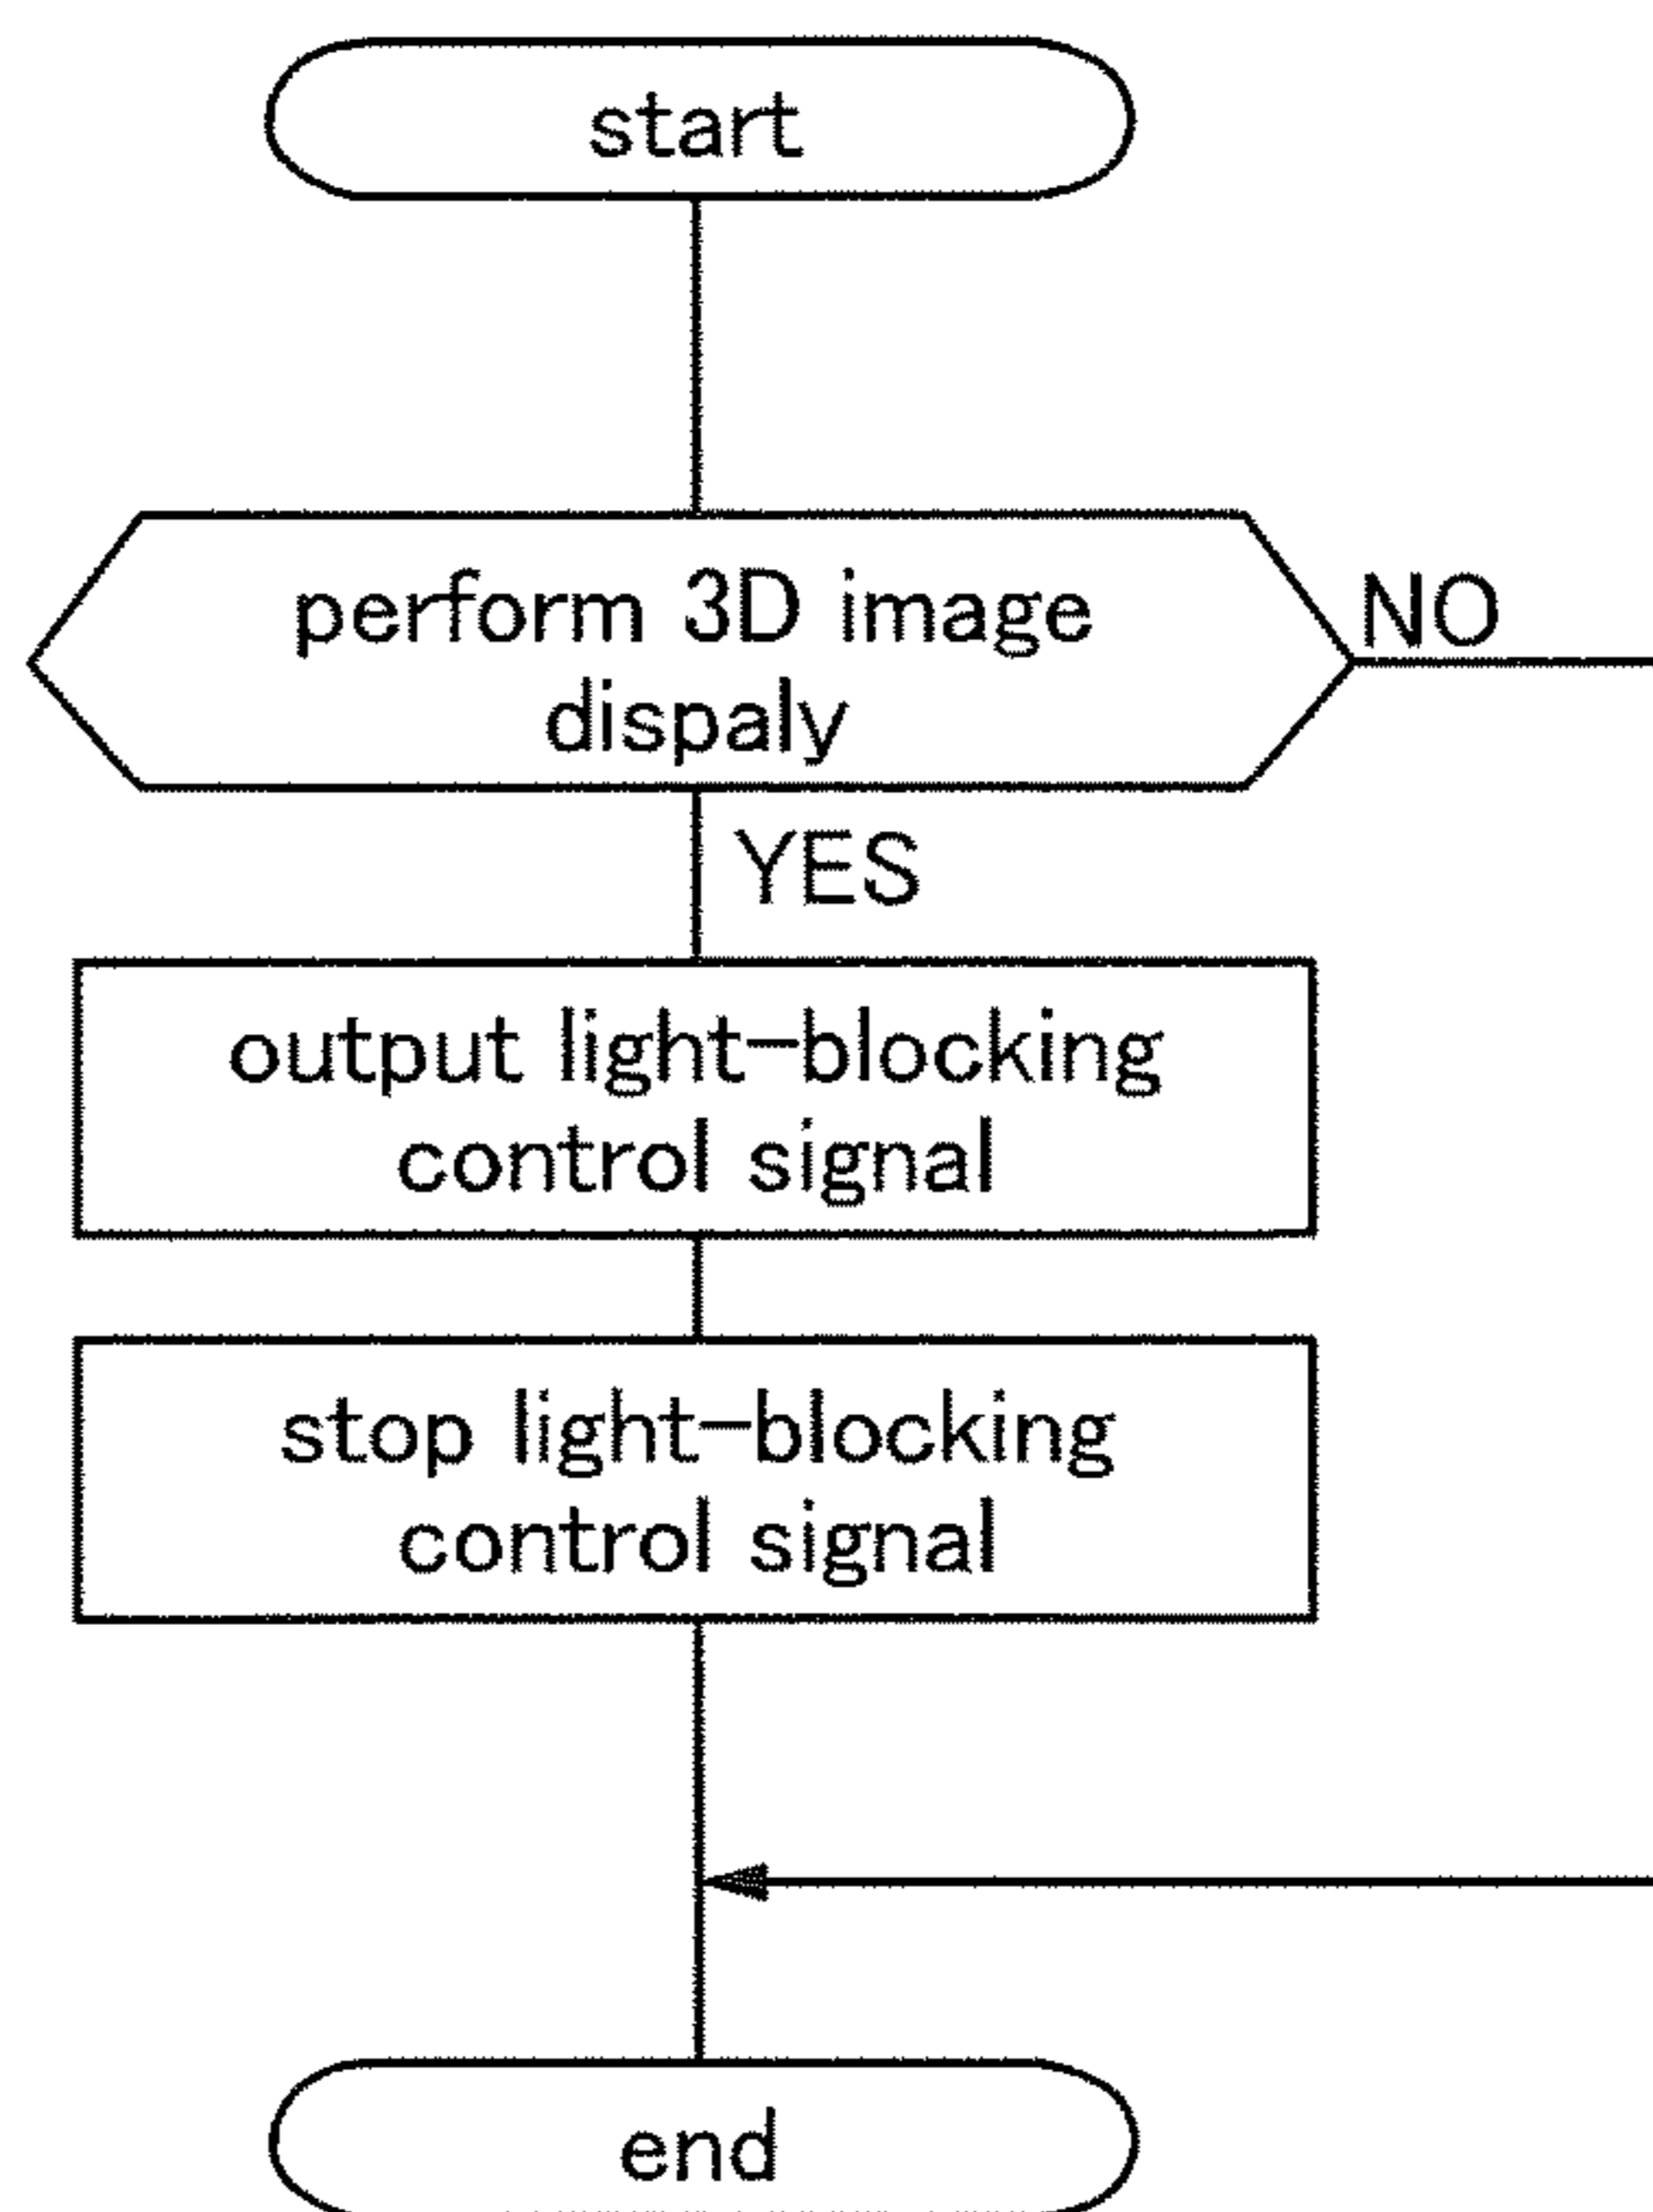 start
perform 3D image
dispaly
NO
YES
output light-blocking
control signal
stop light-blocking
control signal
end